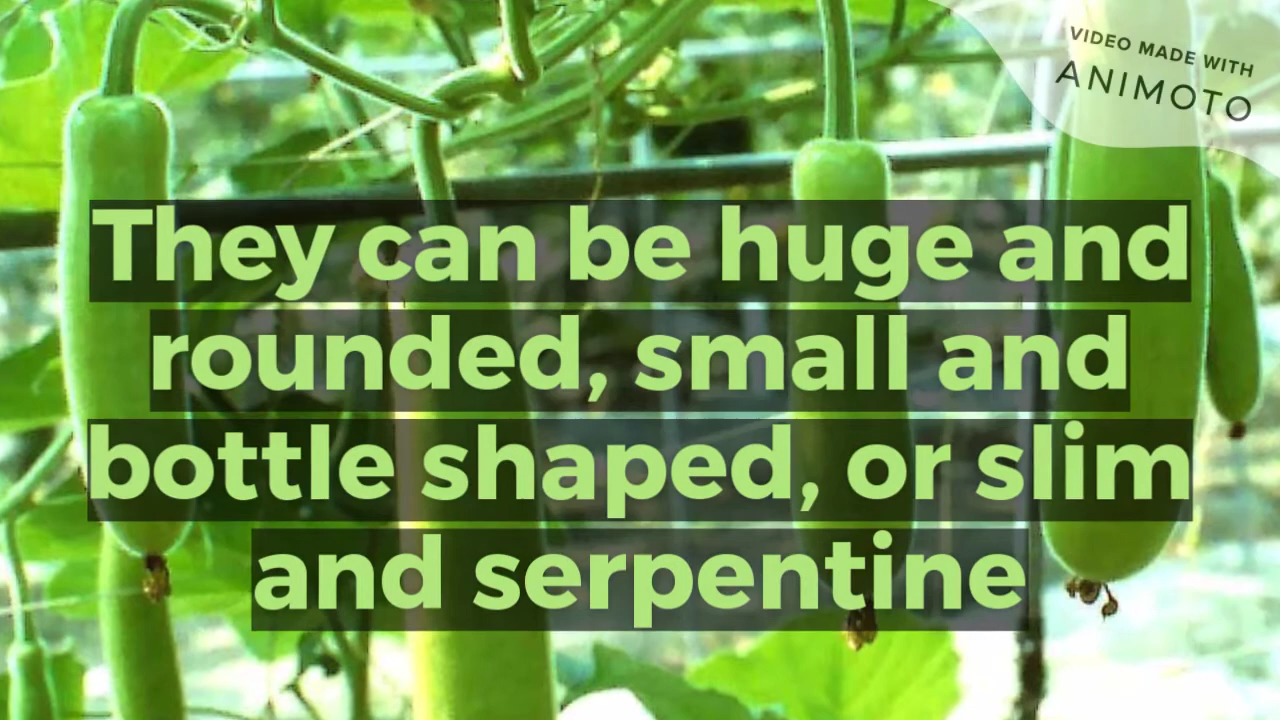 VIDEO MADE WITH
ANIMOTO
They can be huge and
rounded, small and
bottle shaped, or slim
and serpentine